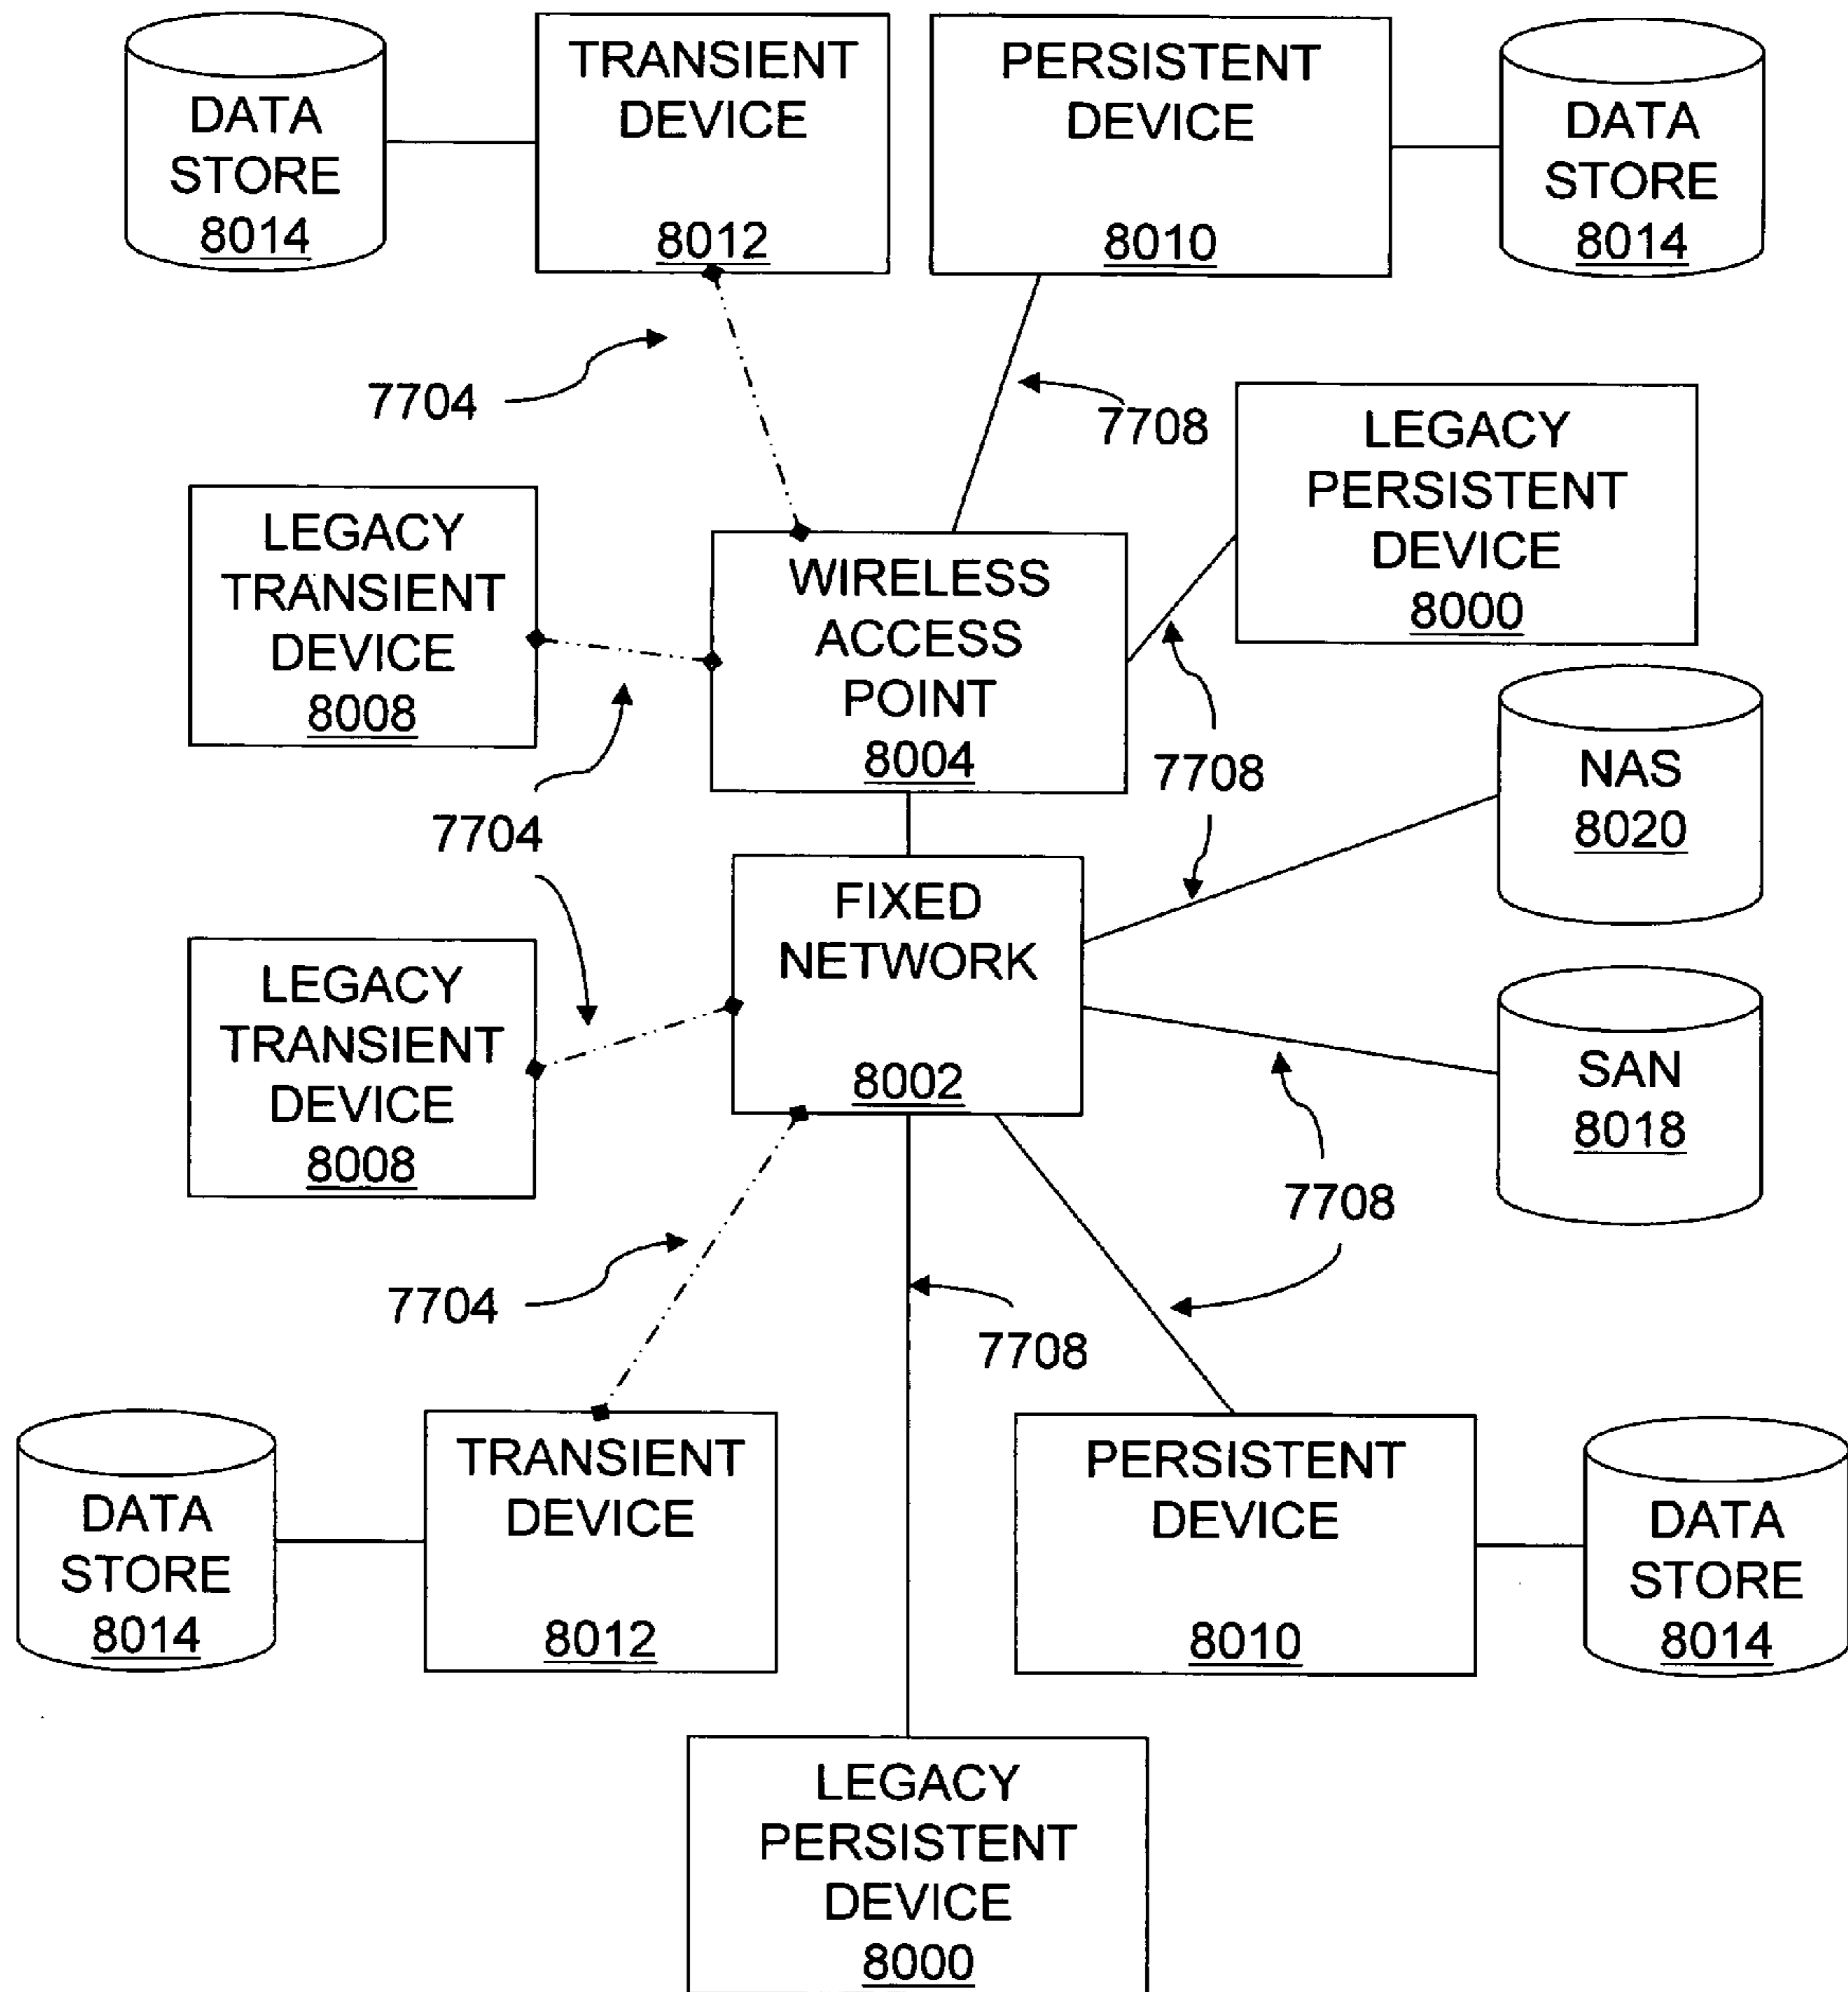 DATA
STORE
8014
TRANSIENT
DEVICE
8012
PERSISTENT
DEVICE
8010
DATA
STORE
8014
7704
7708
LEGACY
PERSISTENT
DEVICE
8000
LEGACY
TRANSIENT
DEVICE
8008
WIRELESS
ACCESS
POINT
8004
7708
NAS
8020
7704
FIXED
NETWORK
8002
LEGACY
TRANSIENT
DEVICE
8008
SAN
8018
7708
7704
7708
DATA
STORE
8014
TRANSIENT
DEVICE
8012
PERSISTENT
DEVICE
8010
DATA
STORE
8014
LEGACY
PERSISTENT
DEVICE
8000